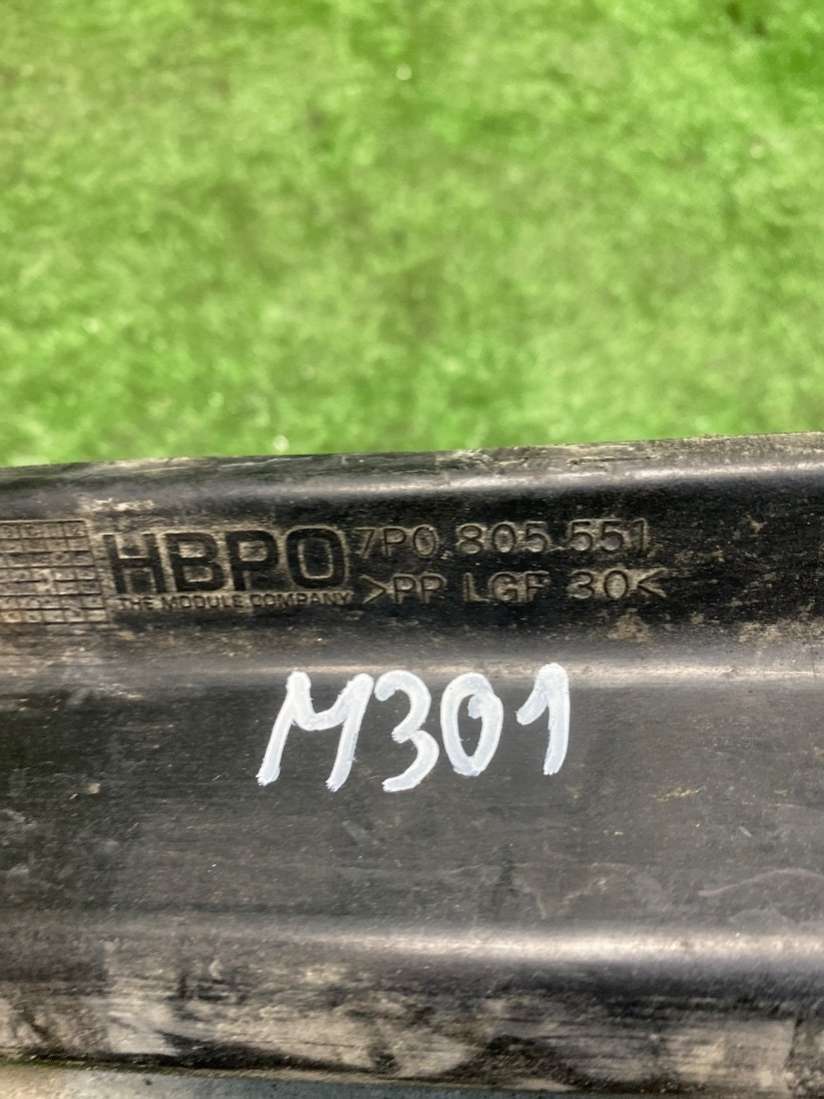 HBPO
THE MODULE COMPANY
7P0.805.551
>PP LGF 30<
M301